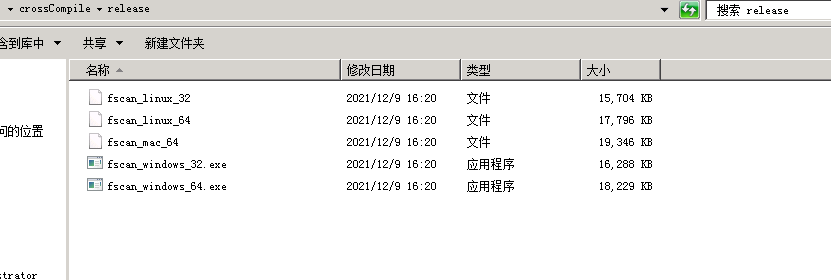 crossCompile release
搜索 release
含到库中 共享 新建文件夹
名称 修改日期 类型 大小
fscan_linux_32 2021/12/9 16:20 文件 15,704 KB
fscan_linux_64 2021/12/9 16:20 文件 17,796 KB
问的位置
fscan_mac_64 2021/12/9 16:20 文件 19,346 KB
fscan_windows_32.exe 2021/12/9 16:20 应用程序 16,288 KB
fscan_windows_64.exe 2021/12/9 16:20 应用程序 18,229 KB
strator